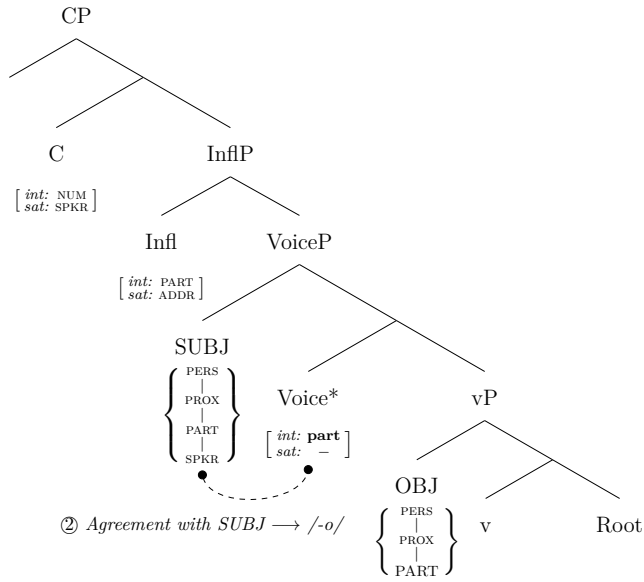 CP
C InflP
[ int: NUM
sat: SPKR ]
Infl VoiceP
[ int: PART
sat: ADDR ]
SUBJ
PERS
PROX
PART
SPKR
Voice* vP
[ int: part
sat: – ]
OBJ
PERS
PROX
PART
v Root
② Agreement with SUBJ ⟶ /-o/